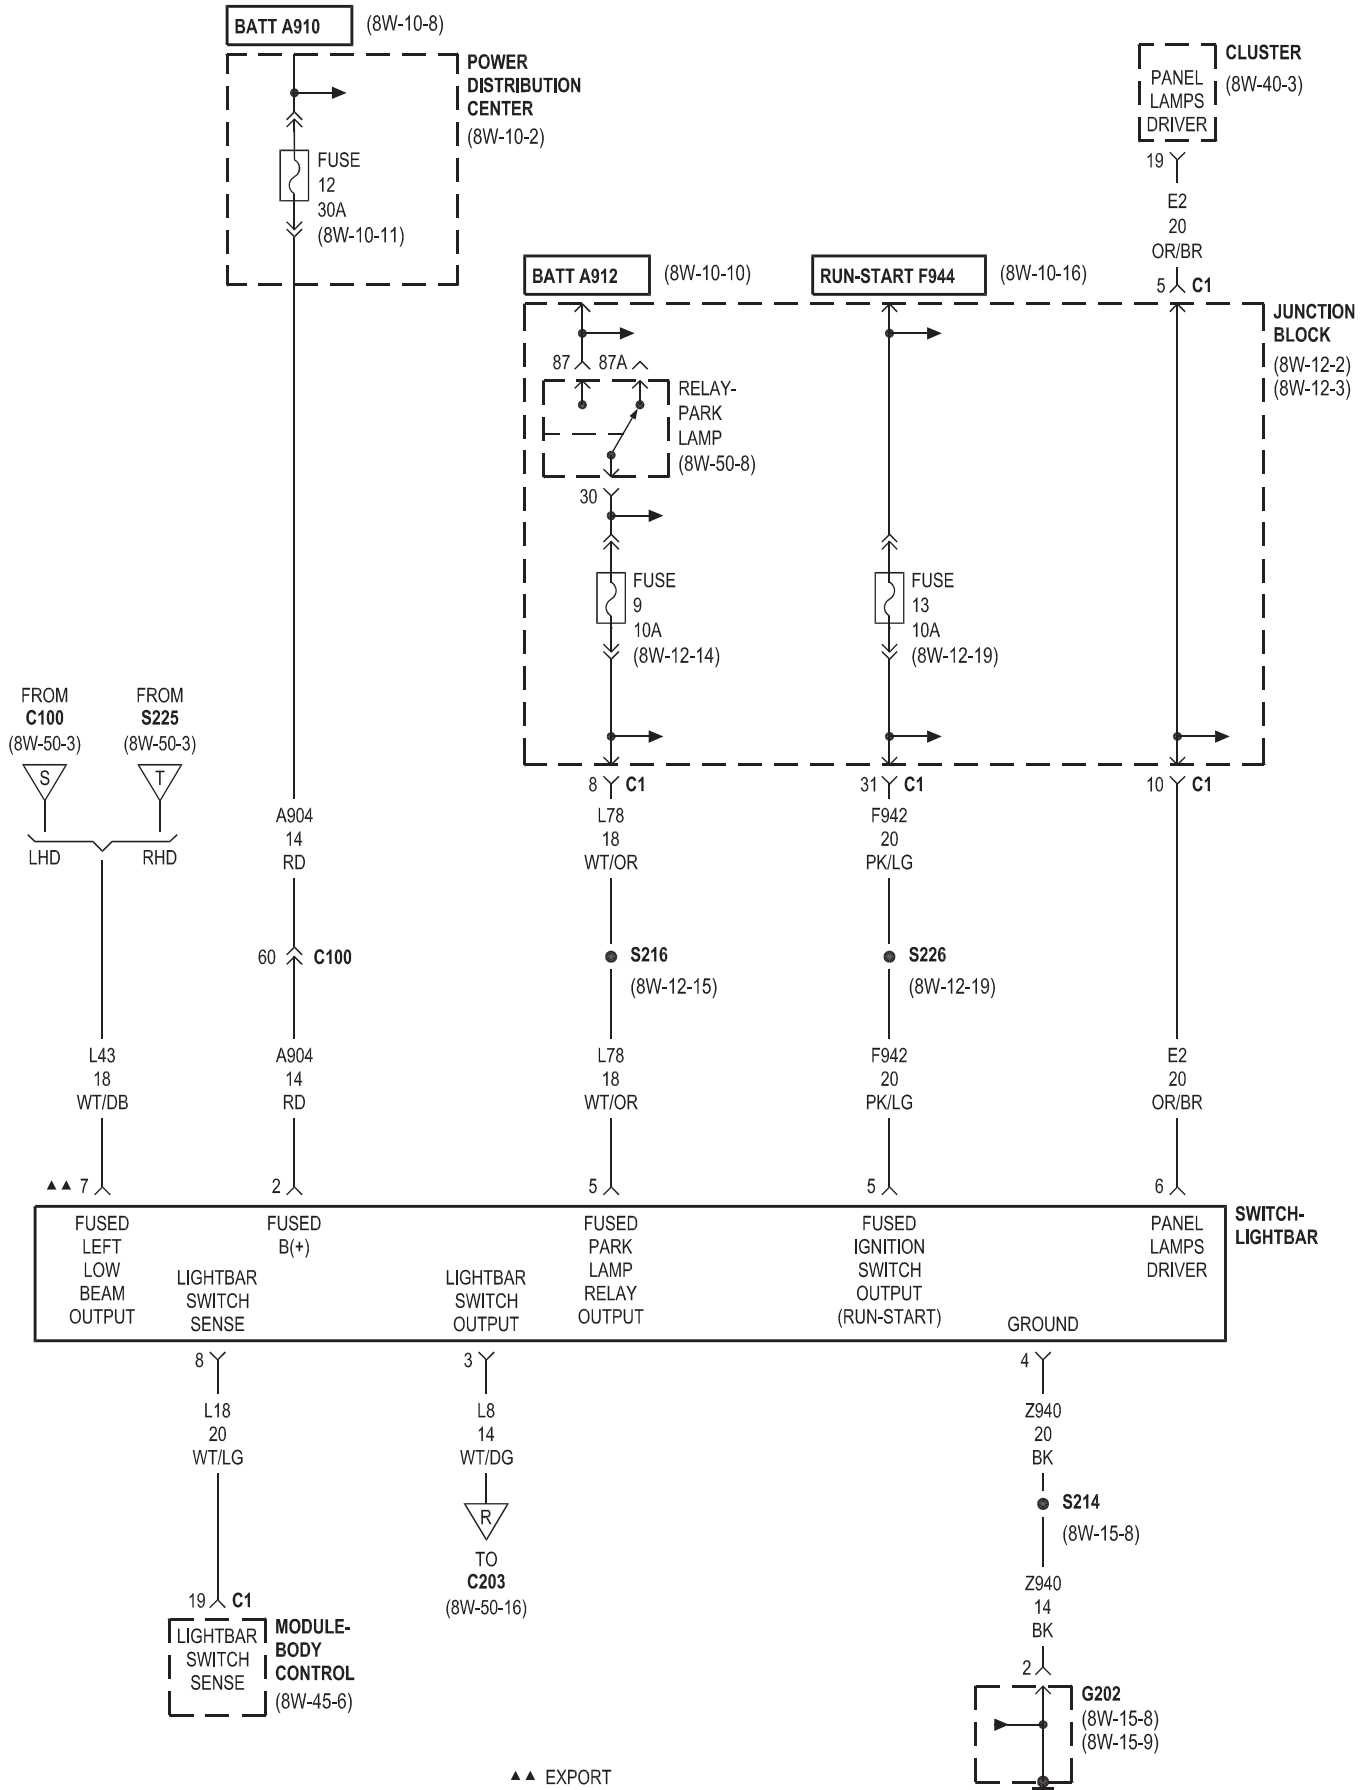 BATT A910 (8W-10-8)
POWER
DISTRIBUTION
CENTER
(8W-10-2)
FUSE
12
30A
(8W-10-11)
CLUSTER
(8W-40-3)
PANEL
LAMPS
DRIVER
19
E2
20
OR/BR
5 C1
BATT A912 (8W-10-10)
RUN-START F944 (8W-10-16)
JUNCTION
BLOCK
(8W-12-2)
(8W-12-3)
87 87A
RELAY-
PARK
LAMP
(8W-50-8)
30
FUSE
9
10A
(8W-12-14)
FUSE
13
10A
(8W-12-19)
FROM
C100
(8W-50-3)
S
FROM
S225
(8W-50-3)
T
LHD RHD
8 C1
31 C1
10 C1
A904
14
RD
L78
18
WT/OR
F942
20
PK/LG
60 C100
S216
(8W-12-15)
S226
(8W-12-19)
L43
18
WT/DB
A904
14
RD
L78
18
WT/OR
F942
20
PK/LG
E2
20
OR/BR
▲▲ 7
2
5
5
6
SWITCH-
LIGHTBAR
FUSED
LEFT
LOW
BEAM
OUTPUT
LIGHTBAR
SWITCH
SENSE
FUSED
B(+)
LIGHTBAR
SWITCH
OUTPUT
FUSED
PARK
LAMP
RELAY
OUTPUT
FUSED
IGNITION
SWITCH
OUTPUT
(RUN-START)
GROUND
PANEL
LAMPS
DRIVER
8
L18
20
WT/LG
19 C1
LIGHTBAR
SWITCH
SENSE
MODULE-
BODY
CONTROL
(8W-45-6)
3
L8
14
WT/DG
R
TO
C203
(8W-50-16)
4
Z940
20
BK
S214
(8W-15-8)
Z940
14
BK
2
G202
(8W-15-8)
(8W-15-9)
▲▲ EXPORT